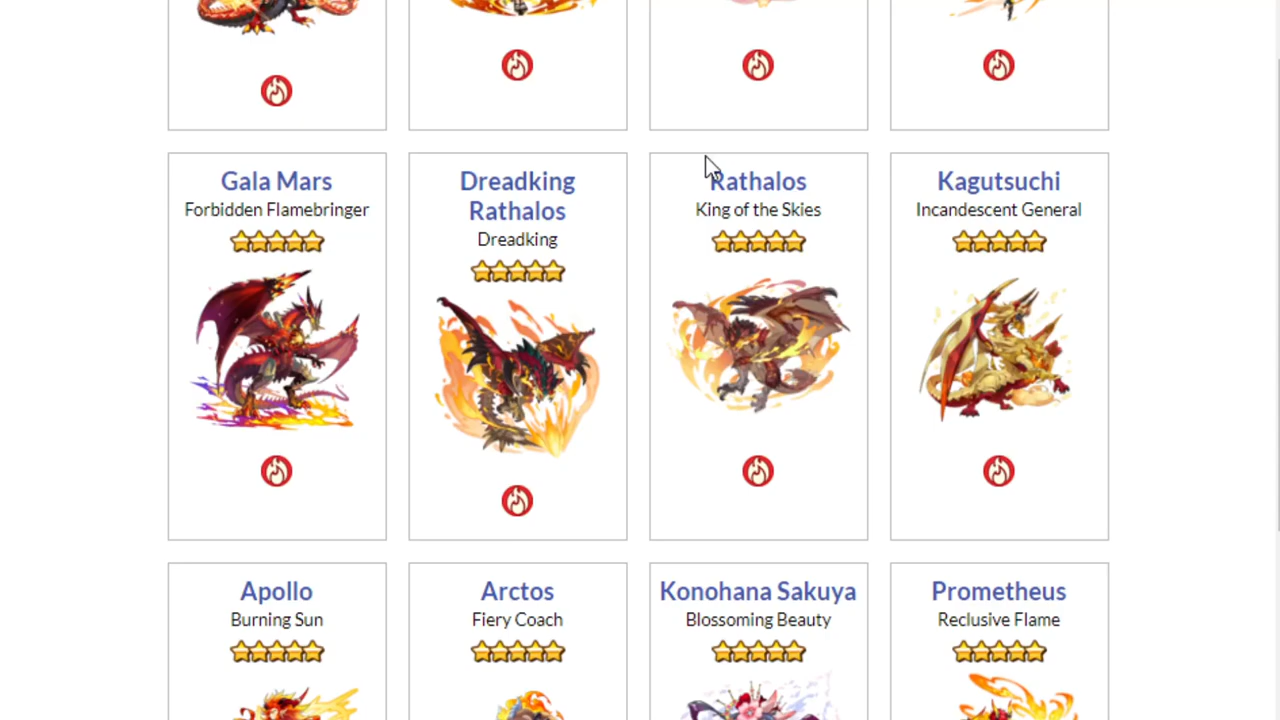 Gala Mars
Forbidden Flamebringer
Dreadking
Rathalos
Dreadking
Rathalos
King of the Skies
Kagutsuchi
Incandescent General
Apollo
Burning Sun
Arctos
Fiery Coach
Konohana Sakuya
Blossoming Beauty
Prometheus
Reclusive Flame